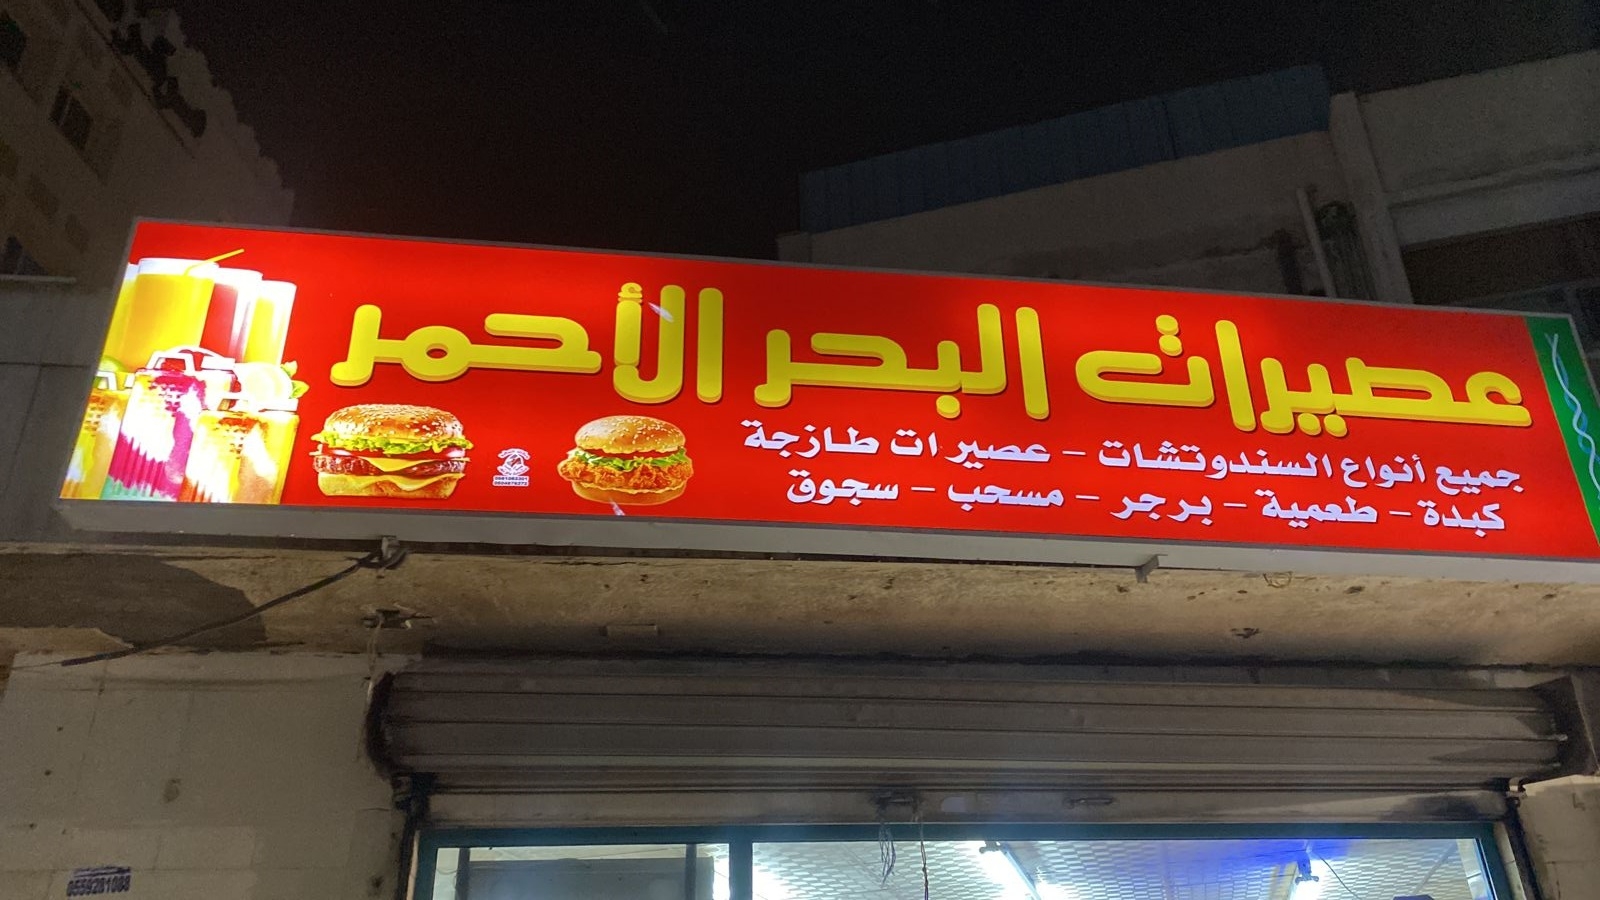 عصيرات البحر الأحمر
جميع أنواع السندوتشات - عصيرات طازجة
كبدة - طعمية - برجر - مسحب - سجوق